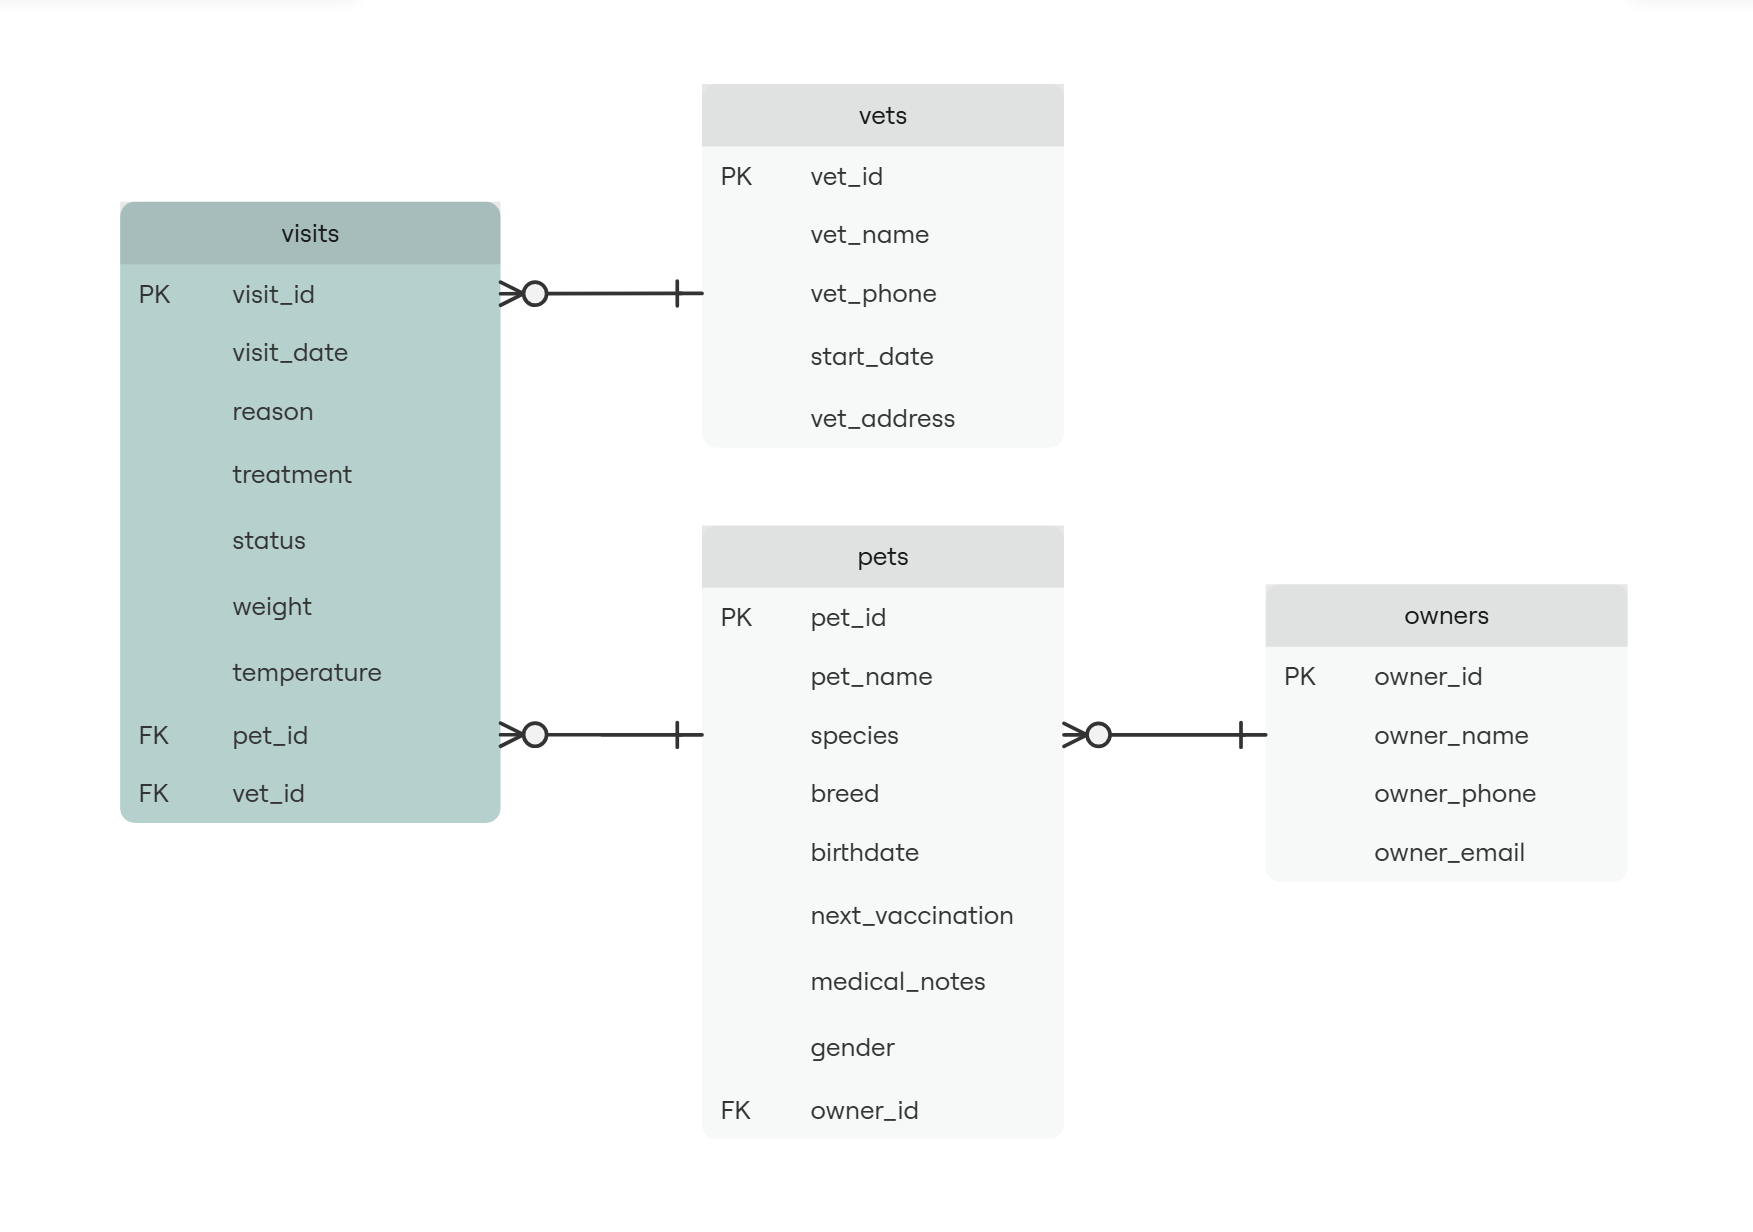 vets
PK vet_id
vet_name
vet_phone
start_date
vet_address
visits
PK visit_id
visit_date
reason
treatment
status
weight
temperature
FK pet_id
FK vet_id
pets
PK pet_id
pet_name
species
breed
birthdate
next_vaccination
medical_notes
gender
FK owner_id
owners
PK owner_id
owner_name
owner_phone
owner_email